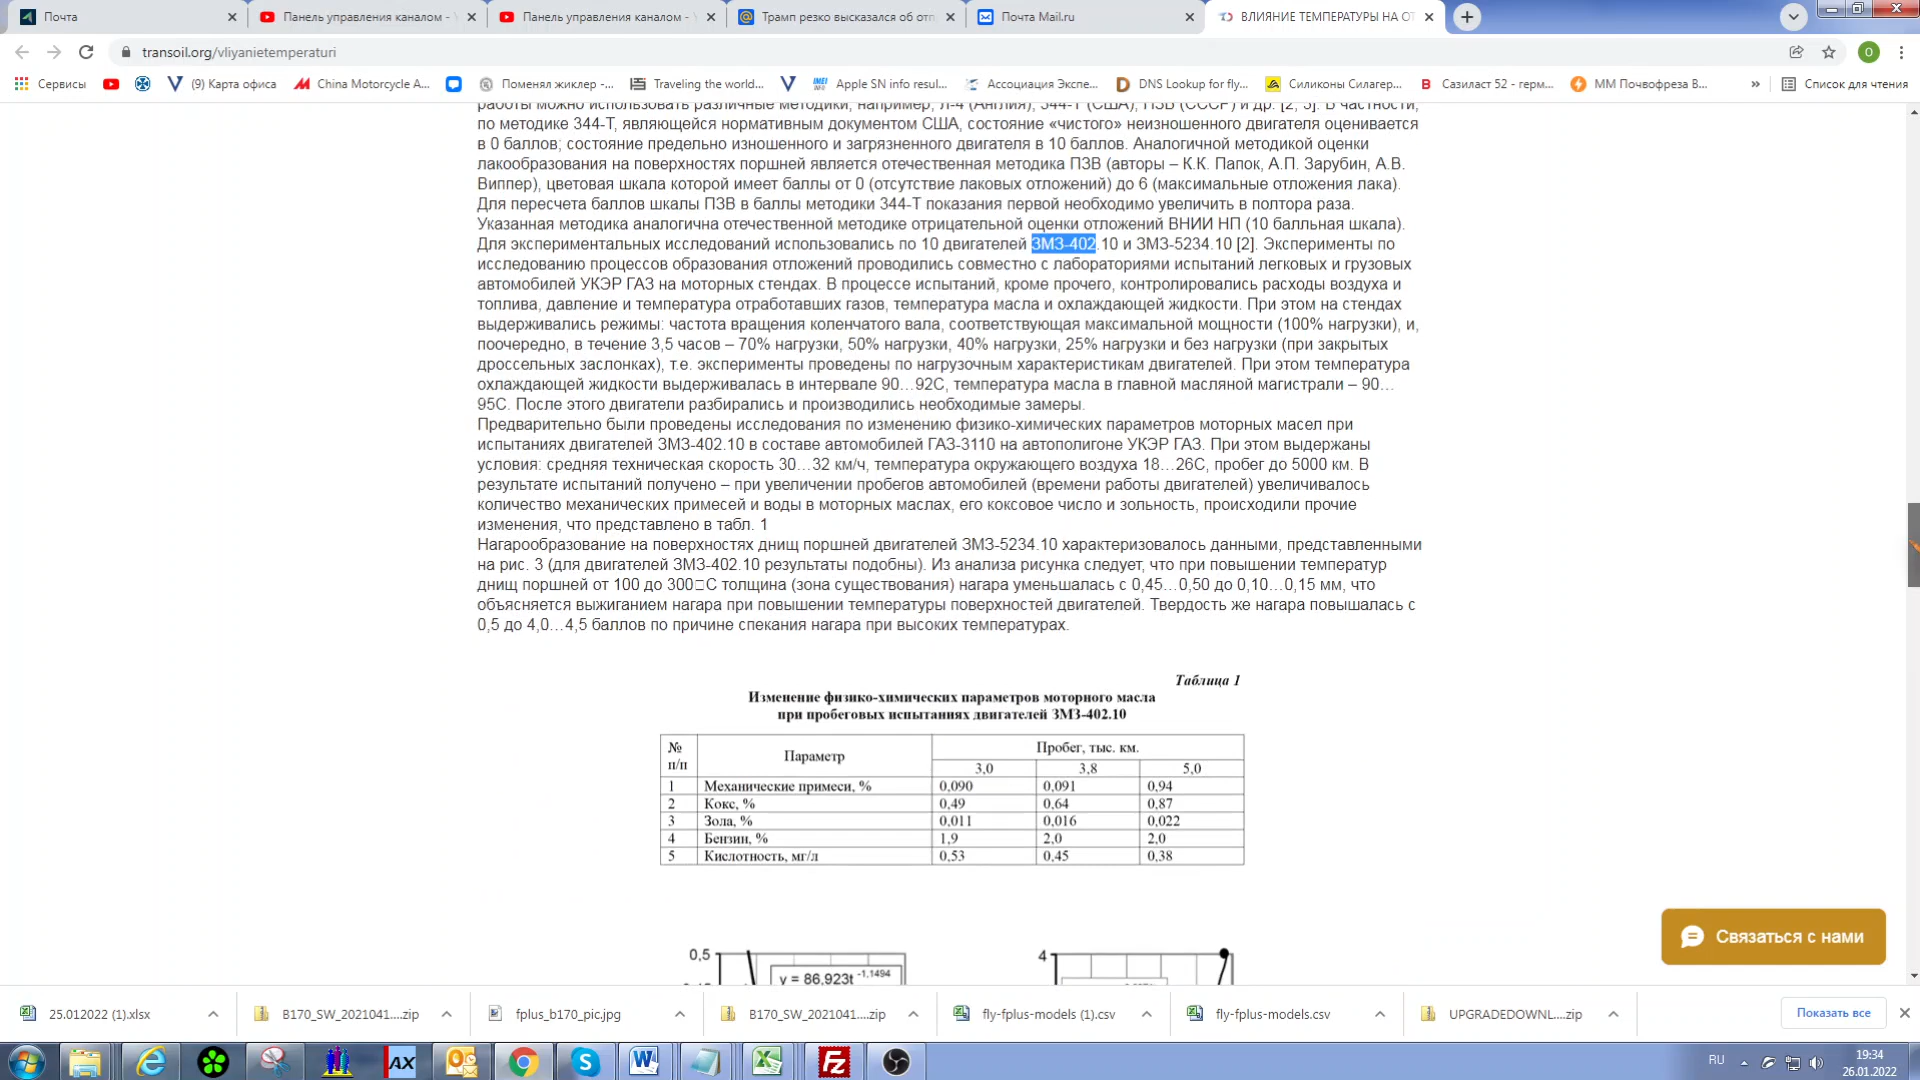 Почта
Панель управления каналом -
Панель управления каналом -
Трамп резко высказался об отп
Почта Mail.ru
ВЛИЯНИЕ ТЕМПЕРАТУРЫ НА ОТ
transoil.org/vliyanietemperaturi
O
Сервисы
(9) Карта офиса
China Motorcycle A...
Поменял жиклер -...
Traveling the world...
Apple SN info resul...
Ассоциация Экспе...
DNS Lookup for fly...
Силиконы Силагер...
Сазиласт 52 - герм...
ММ Почвофреза В...
»
Список для чтения
работы можно использовать различные методики, например, Л-4 (Англия), 344-Т (США), ПЗВ (СССР) и др. [2, 3]. В частности,
по методике 344-Т, являющейся нормативным документом США, состояние «чистого» неизношенного двигателя оценивается
в 0 баллов; состояние предельно изношенного и загрязненного двигателя в 10 баллов. Аналогичной методикой оценки
лакообразования на поверхностях поршней является отечественная методика ПЗВ (авторы – К.К. Папок, А.П. Зарубин, А.В.
Виппер), цветовая шкала которой имеет баллы от 0 (отсутствие лаковых отложений) до 6 (максимальные отложения лака).
Для пересчета баллов шкалы ПЗВ в баллы методики 344-Т показания первой необходимо увеличить в полтора раза.
Указанная методика аналогична отечественной методике отрицательной оценки отложений ВНИИ НП (10 балльная шкала).
Для экспериментальных исследований использовались по 10 двигателей ЗМЗ-402.10 и ЗМЗ-5234.10 [2]. Эксперименты по
исследованию процессов образования отложений проводились совместно с лабораториями испытаний легковых и грузовых
автомобилей УКЭР ГАЗ на моторных стендах. В процессе испытаний, кроме прочего, контролировались расходы воздуха и
топлива, давление и температура отработавших газов, температура масла и охлаждающей жидкости. При этом на стендах
выдерживались режимы: частота вращения коленчатого вала, соответствующая максимальной мощности (100% нагрузки), и,
поочередно, в течение 3,5 часов – 70% нагрузки, 50% нагрузки, 40% нагрузки, 25% нагрузки и без нагрузки (при закрытых
дроссельных заслонках), т.е. эксперименты проведены по нагрузочным характеристикам двигателей. При этом температура
охлаждающей жидкости выдерживалась в интервале 90…92С, температура масла в главной масляной магистрали – 90…
95С. После этого двигатели разбирались и производились необходимые замеры.
Предварительно были проведены исследования по изменению физико-химических параметров моторных масел при
испытаниях двигателей ЗМЗ-402.10 в составе автомобилей ГАЗ-3110 на автополигоне УКЭР ГАЗ. При этом выдержаны
условия: средняя техническая скорость 30…32 км/ч, температура окружающего воздуха 18…26С, пробег до 5000 км. В
результате испытаний получено – при увеличении пробегов автомобилей (времени работы двигателей) увеличивалось
количество механических примесей и воды в моторных маслах, его коксовое число и зольность, происходили прочие
изменения, что представлено в табл. 1
Нагарообразование на поверхностях днищ поршней двигателей ЗМЗ-5234.10 характеризовалось данными, представленными
на рис. 3 (для двигателей ЗМЗ-402.10 результаты подобны). Из анализа рисунка следует, что при повышении температур
днищ поршней от 100 до 300□С толщина (зона существования) нагара уменьшалась с 0,45…0,50 до 0,10…0,15 мм, что
объясняется выжиганием нагара при повышении температуры поверхностей двигателей. Твердость же нагара повышалась с
0,5 до 4,0…4,5 баллов по причине спекания нагара при высоких температурах.
Таблица 1
Изменение физико-химических параметров моторного масла
при пробеговых испытаниях двигателей ЗМЗ-402.10
№ п/п Параметр Пробег, тыс. км.
3,0 3,8 5,0
1 Механические примеси, % 0,090 0,091 0,94
2 Кокс, % 0,49 0,64 0,87
3 Зола, % 0,011 0,016 0,022
4 Бензин, % 1,9 2,0 2,0
5 Кислотность, мг/л 0,53 0,45 0,38
Связаться с нами
0,5
y = 86,923t -1,1494
4
25.012022 (1).xlsx
B170_SW_2021041....zip
fplus_b170_pic.jpg
B170_SW_2021041....zip
fly-fplus-models (1).csv
fly-fplus-models.csv
UPGRADEDOWNL....zip
Показать все
RU
19:34
26.01.2022